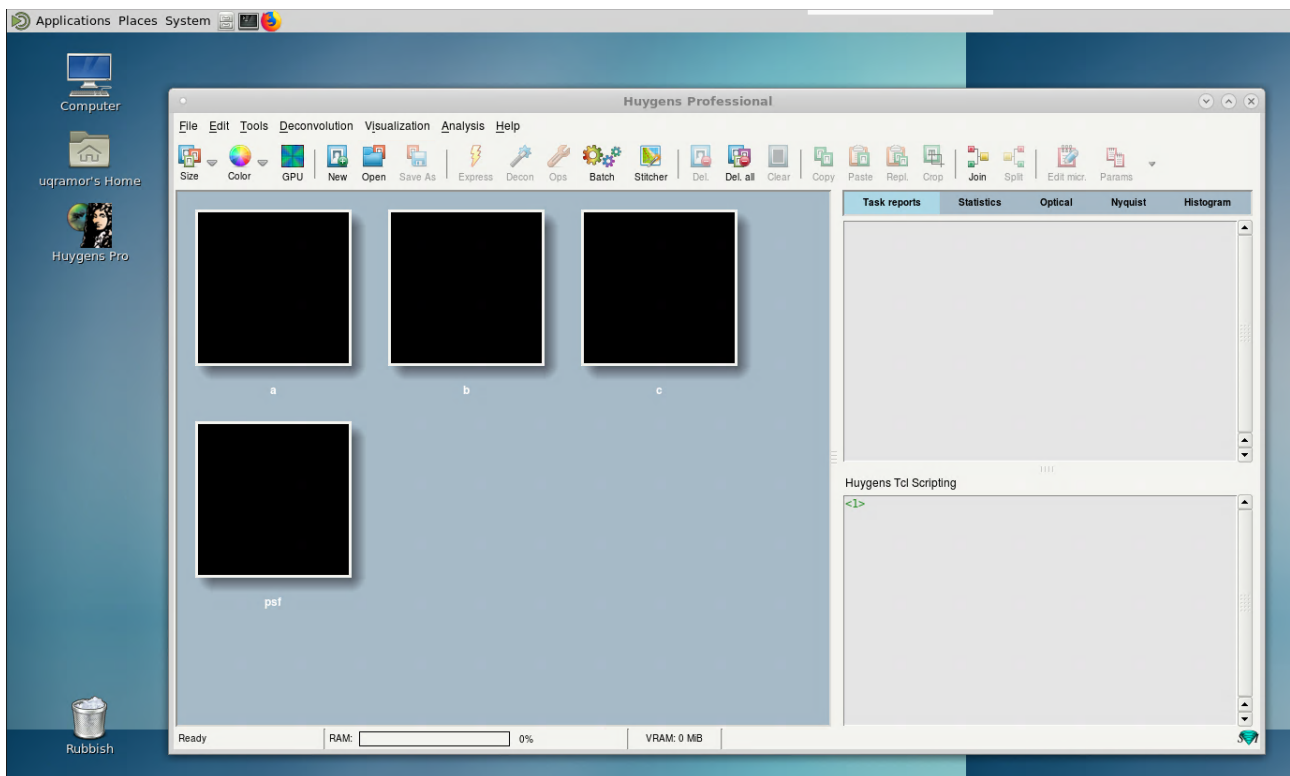 Applications Places System
Computer
uqramor's Home
Huygens Pro
Rubbish
Huygens Professional
File Edit Tools Deconvolution Visualization Analysis Help
Size Color GPU New Open Save As Express Decon Ops Batch Stitcher Del. Del. all Clear Copy Paste Repl. Crop Join Split Edit micr. Params
a b c
psf
Task reports Statistics Optical Nyquist Histogram
Huygens Tcl Scripting
<1>
Ready RAM: 0% VRAM: 0 MiB